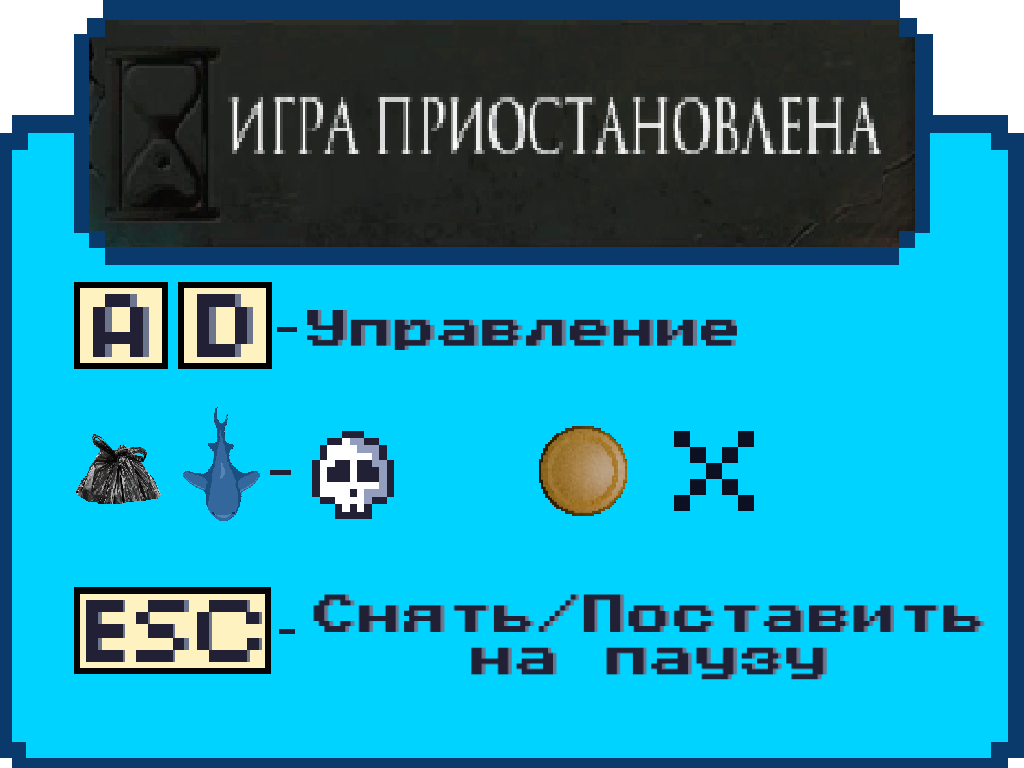 ИГРА ПРИОСТАНОВЛЕНА
A D -Управление
-
ESC - Снять/Поставить
на паузу